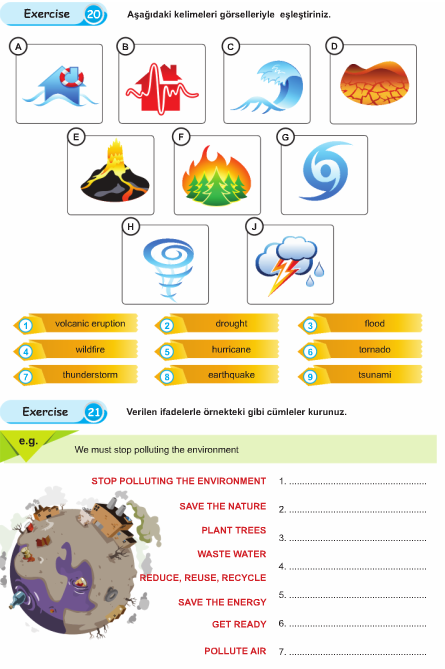 Exercise 20 Aşağıdaki kelimeleri görselleriyle eşleştiriniz.
A B C D
E F G
H J
1 volcanic eruption 2 drought 3 flood
4 wildfire 5 hurricane 6 tornado
7 thunderstorm 8 earthquake 9 tsunami
Exercise 21 Verilen ifadelerle örnekteki gibi cümleler kurunuz.
e.g.
We must stop polluting the environment
STOP POLLUTING THE ENVIRONMENT 1. ....................................................
SAVE THE NATURE 2. ....................................................
PLANT TREES 3. ....................................................
WASTE WATER 4. ....................................................
REDUCE, REUSE, RECYCLE
SAVE THE ENERGY 5. ....................................................
GET READY 6. ....................................................
POLLUTE AIR 7. ....................................................